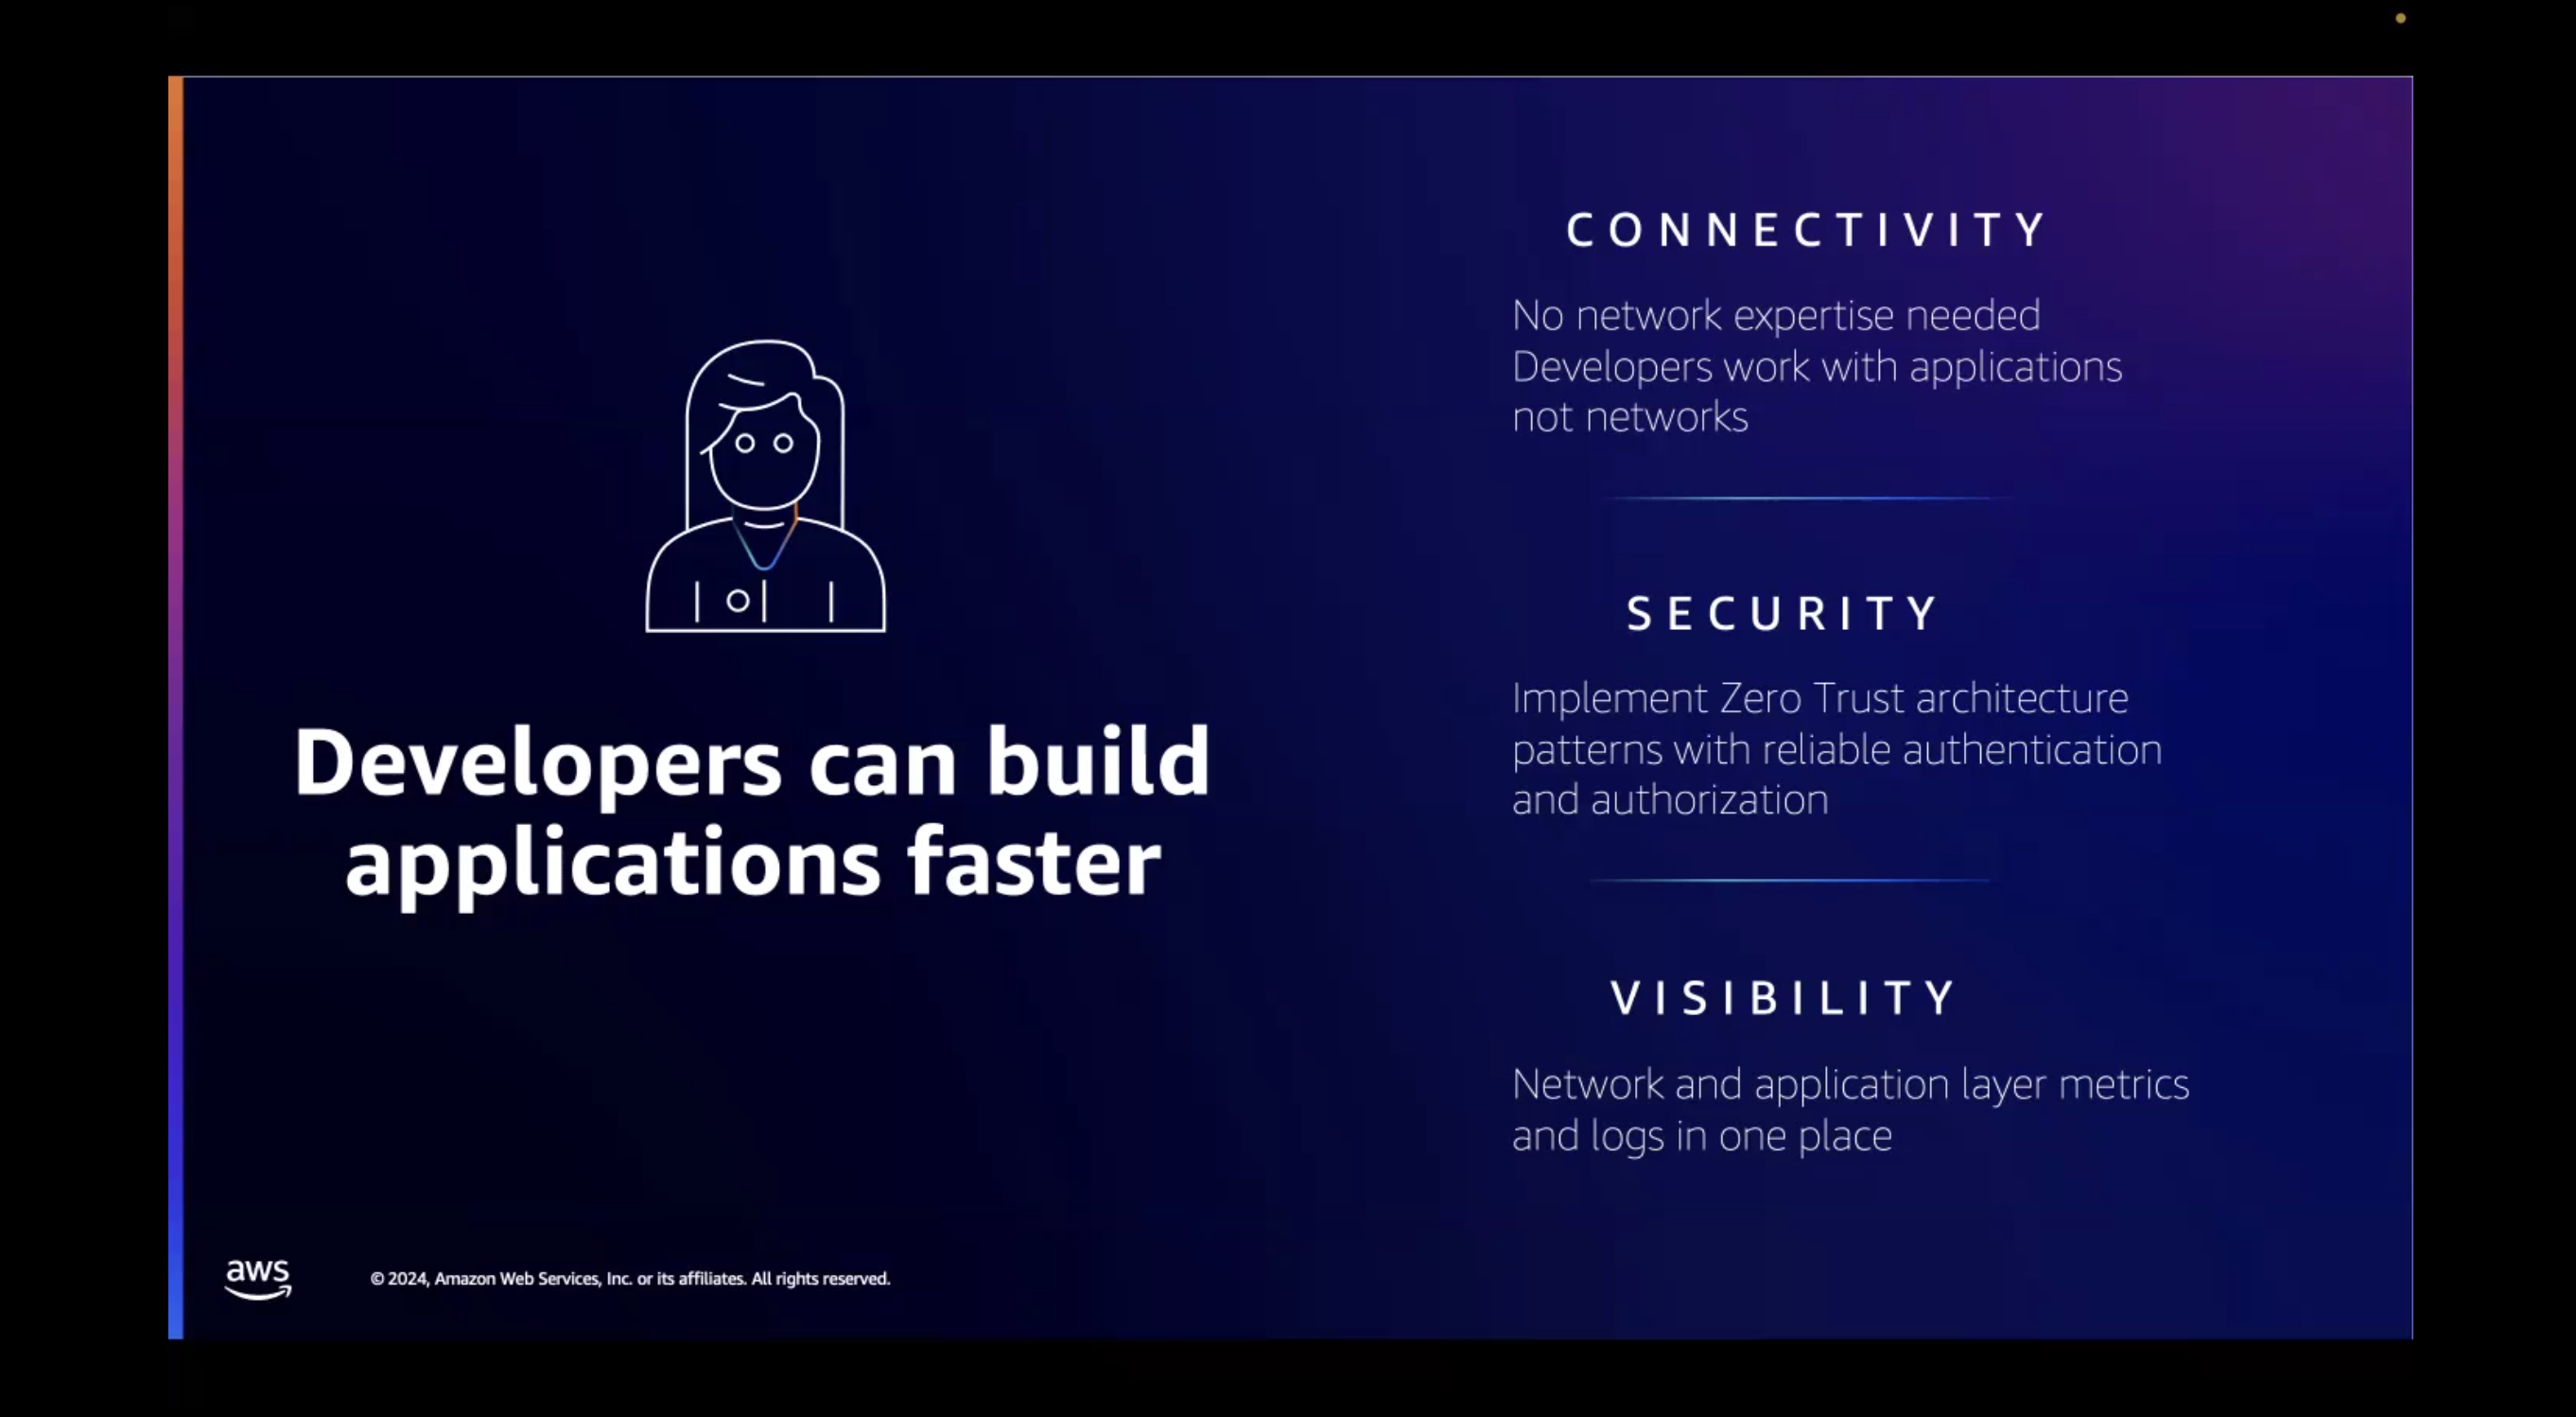 Developers can build
applications faster
CONNECTIVITY
No network expertise needed
Developers work with applications
not networks
SECURITY
Implement Zero Trust architecture
patterns with reliable authentication
and authorization
VISIBILITY
Network and application layer metrics
and logs in one place
aws
© 2024, Amazon Web Services, Inc. or its affiliates. All rights reserved.